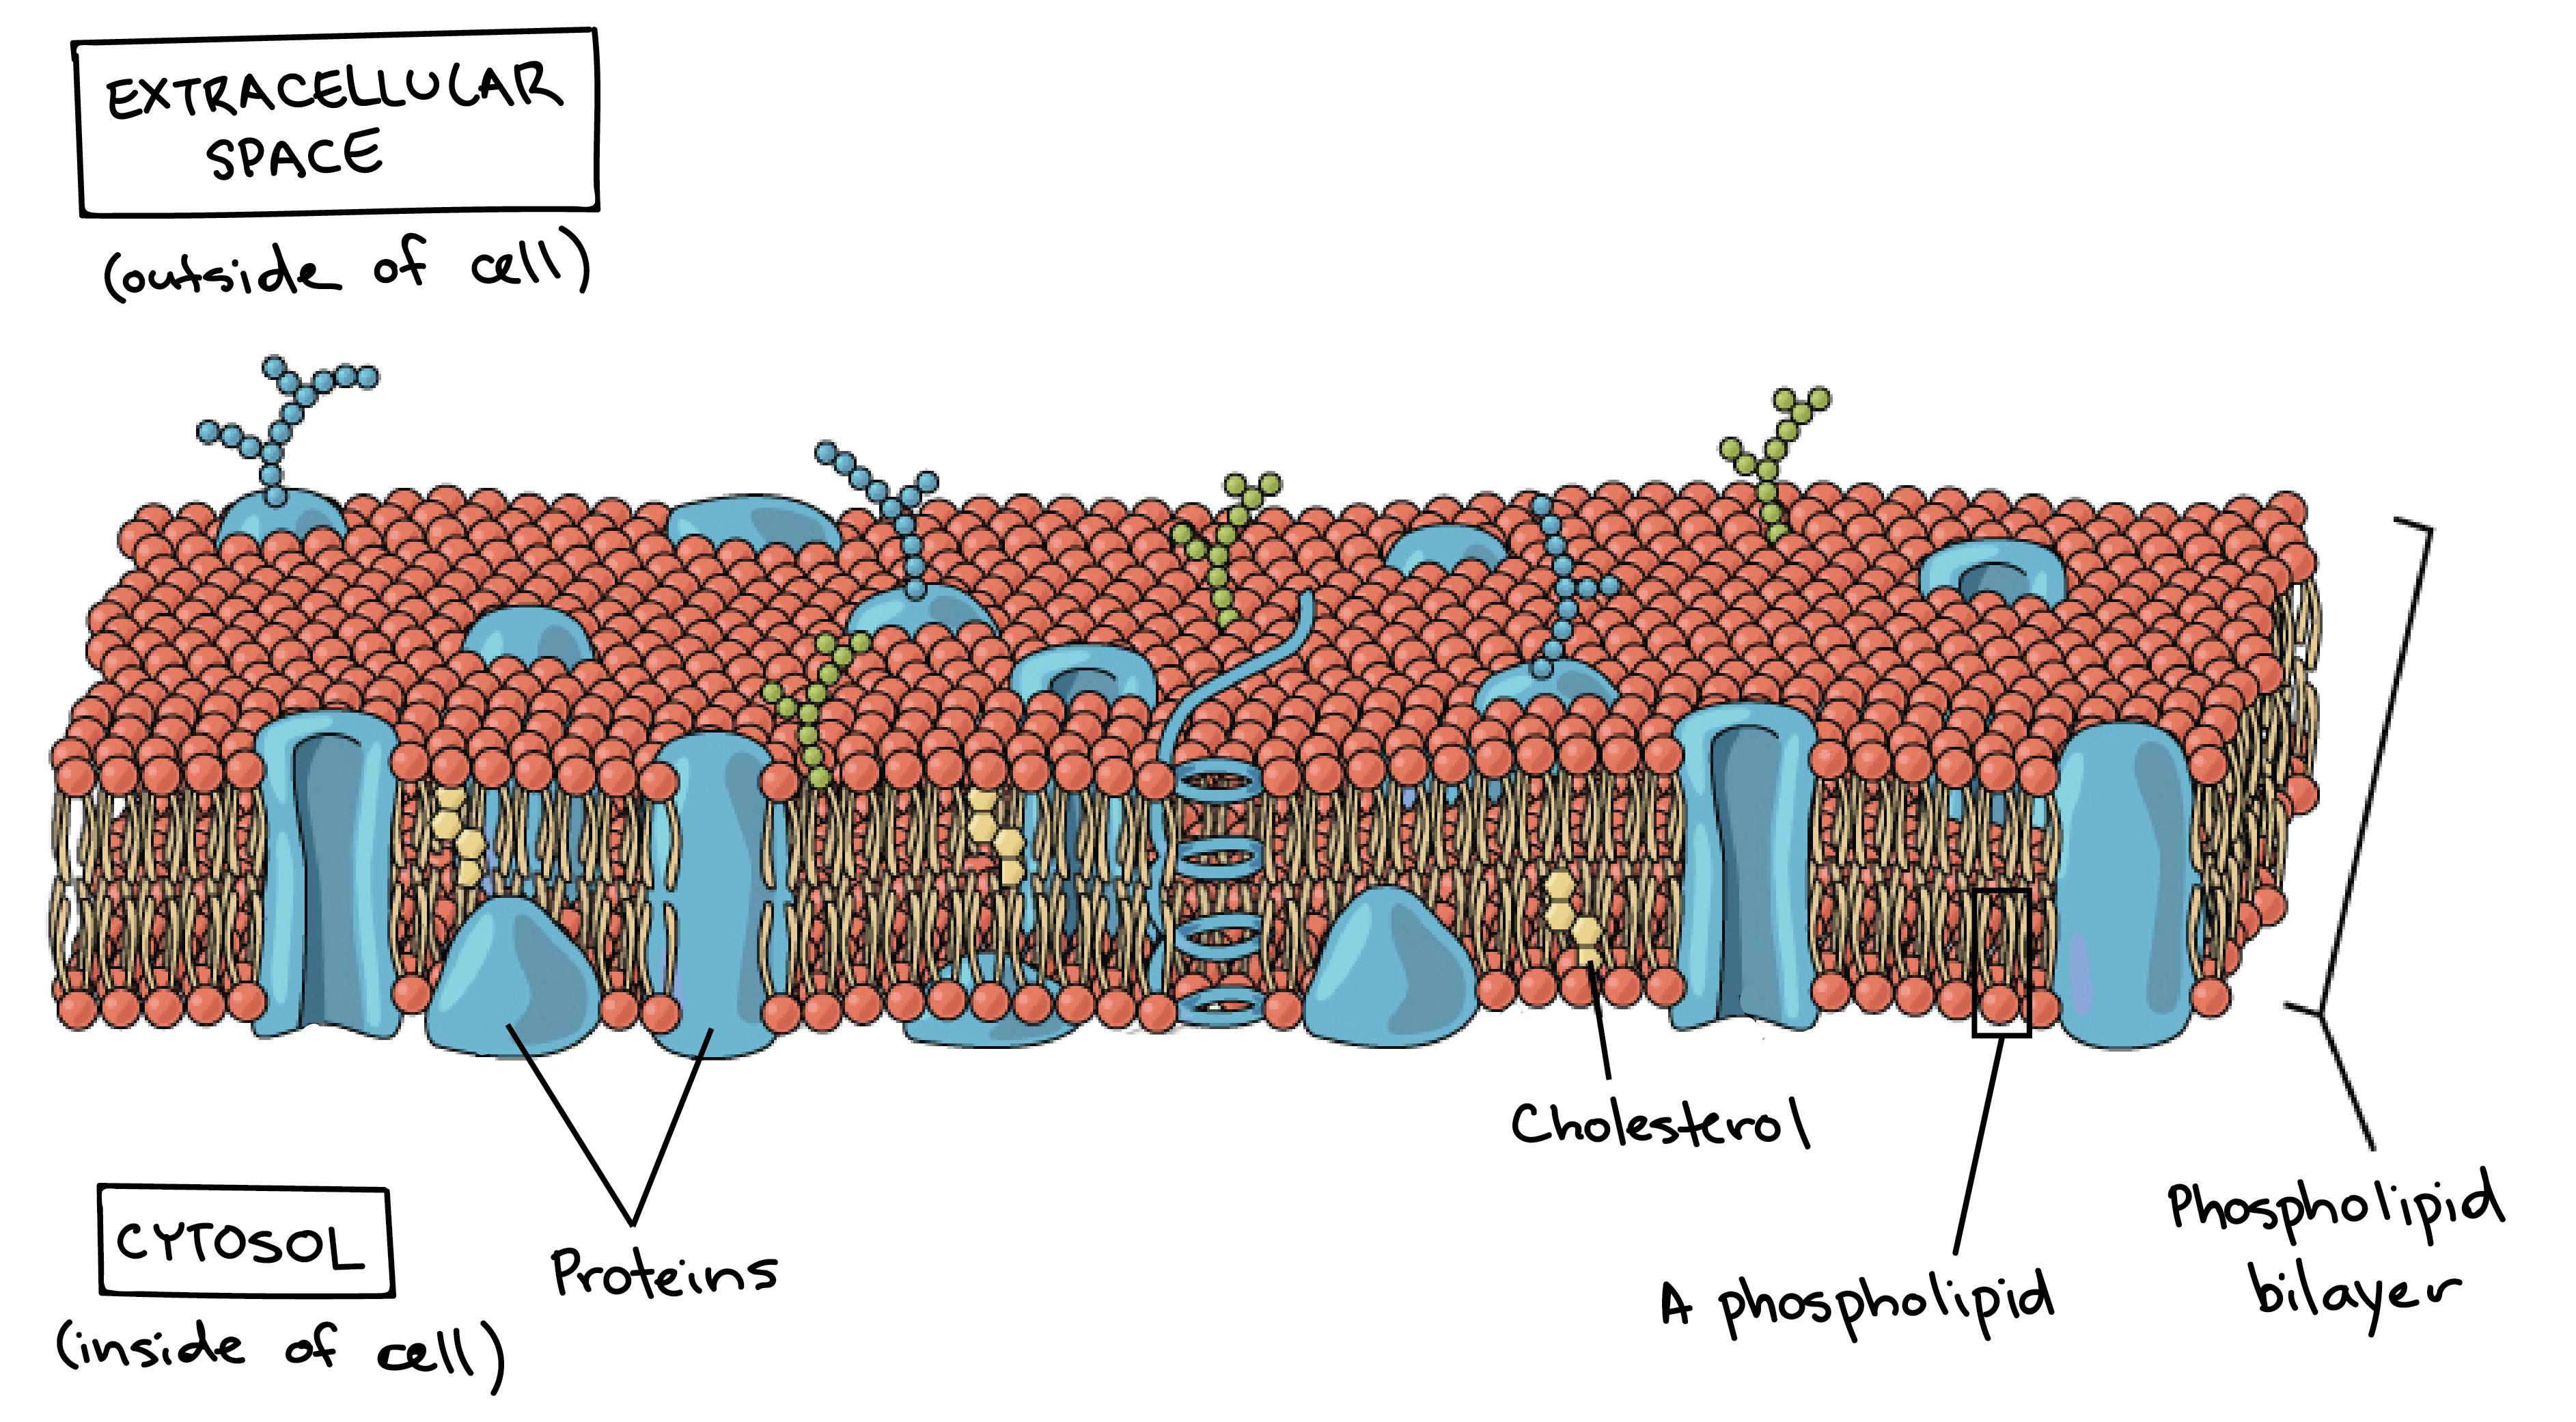 EXTRACELLULAR
SPACE
(outside of cell)
Cholesterol
Phospholipid
bilayer
CYTOSOL
Proteins
A phospholipid
(inside of cell)